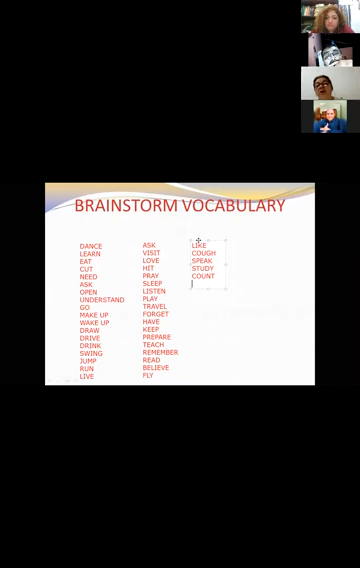 BRAINSTORM VOCABULARY
DANCE
LEARN
EAT
CUT
NEED
ASK
OPEN
UNDERSTAND
GO
MAKE UP
WAKE UP
DRAW
DRIVE
DRINK
SWING
JUMP
RUN
LIVE
ASK
VISIT
LOVE
HIT
PRAY
SLEEP
LISTEN
PLAY
TRAVEL
FORGET
HAVE
KEEP
PREPARE
TEACH
REMEMBER
READ
BELIEVE
FLY
LIKE
COUGH
SPEAK
STUDY
COUNT